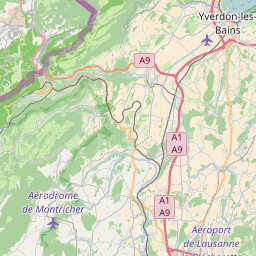 Yverdon-les-
Bains
A9
A1
A9
Aérodrome
de Montricher
A1
A9
Aéroport
de Lausanne